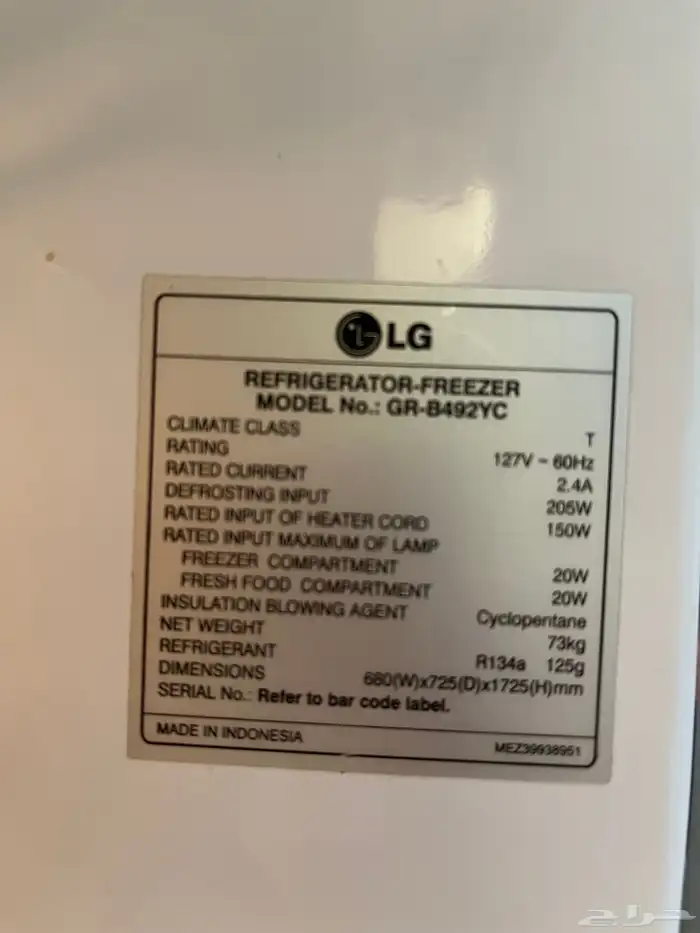 LG
REFRIGERATOR-FREEZER
MODEL No.: GR-B492YC
CLIMATE CLASS T
RATING 127V ~ 60Hz
RATED CURRENT 2.4A
DEFROSTING INPUT 205W
RATED INPUT OF HEATER CORD 150W
RATED INPUT MAXIMUM OF LAMP
FREEZER COMPARTMENT 20W
FRESH FOOD COMPARTMENT 20W
INSULATION BLOWING AGENT Cyclopentane
NET WEIGHT 73kg
REFRIGERANT R134a 125g
DIMENSIONS 680(W)x725(D)x1725(H)mm
SERIAL No.: Refer to bar code label.
MADE IN INDONESIA MEZ39938951
حراج